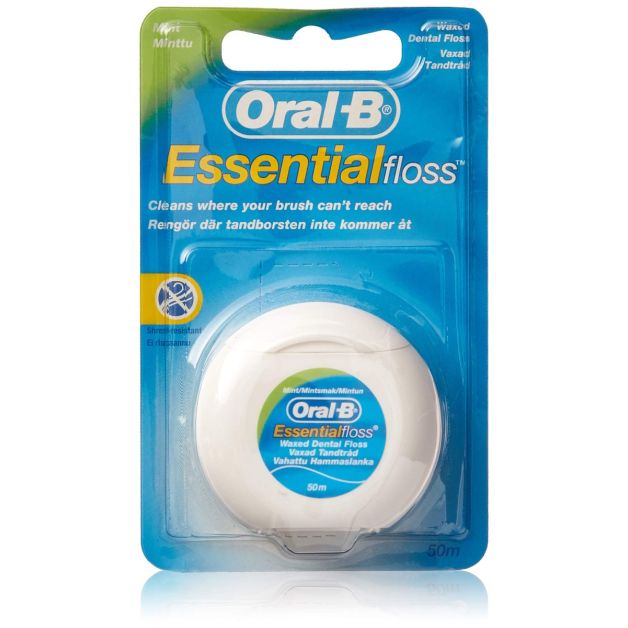 Mint
Minttu
Waxed
Dental Floss
Vaxad
Tandtråd
Oral-B®
Essentialfloss™
Cleans where your brush can't reach
Rengör där tandborsten inte kommer åt
Shred-resistant
Ei rispaannu
Mint/Mintsmak/Mintun
Oral-B
Essentialfloss®
Waxed Dental Floss
Vaxad Tandtråd
Vahattu Hammaslanka
50m
50m